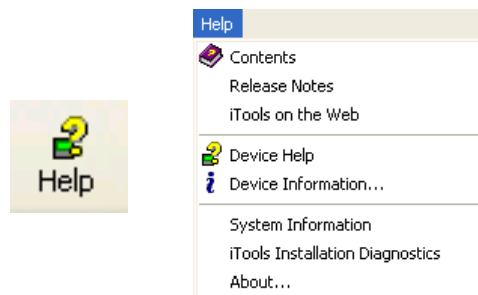 Help
Help
Contents
Release Notes
iTools on the Web
Device Help
Device Information...
System Information
iTools Installation Diagnostics
About...